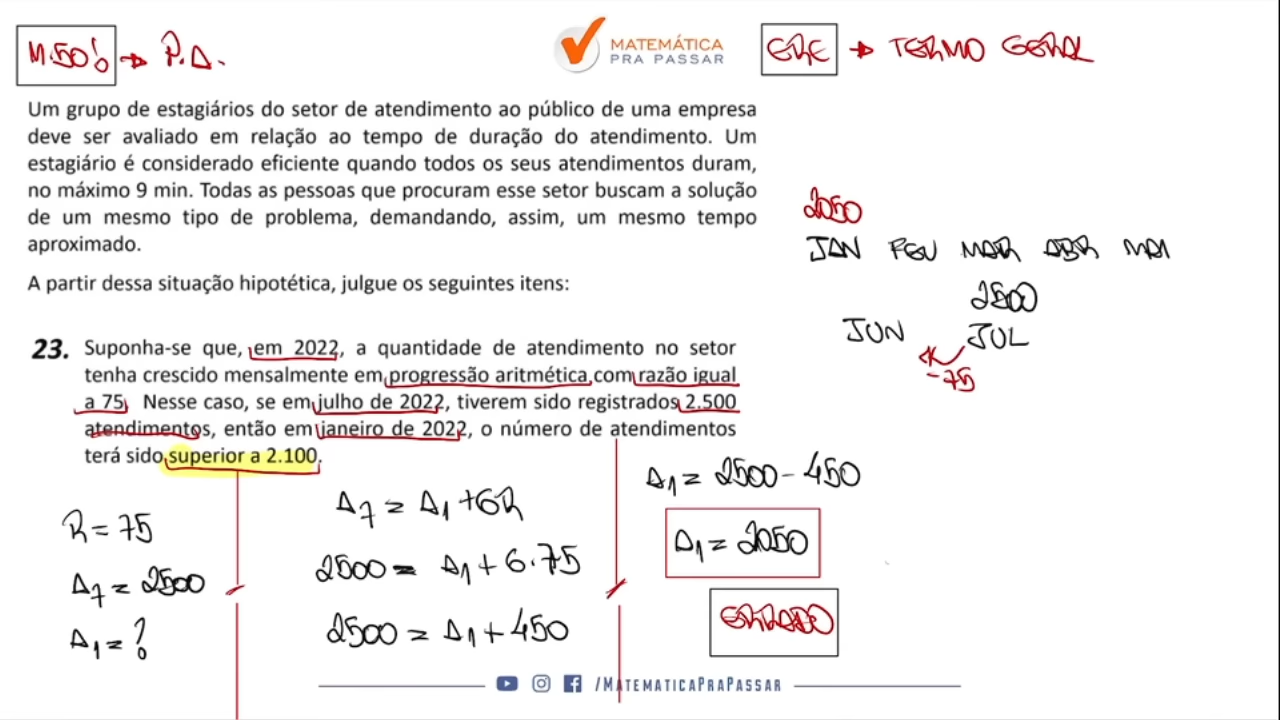 M.50! → P.A.
MATEMÁTICA
PRA PASSAR
→ TERMO GERAL
Um grupo de estagiários do setor de atendimento ao público de uma empresa
deve ser avaliado em relação ao tempo de duração do atendimento. Um
estagiário é considerado eficiente quando todos os seus atendimentos duram,
no máximo 9 min. Todas as pessoas que procuram esse setor buscam a solução
de um mesmo tipo de problema, demandando, assim, um mesmo tempo
aproximado.
A partir dessa situação hipotética, julgue os seguintes itens:
23. Suponha-se que, em 2022, a quantidade de atendimento no setor
tenha crescido mensalmente em progressão aritmética com razão igual
a 75. Nesse caso, se em julho de 2022, tiverem sido registrados 2.500
atendimentos, então em janeiro de 2022, o número de atendimentos
terá sido superior a 2.100.
2050
JAN FEV MAR ABR MAI
2500
JUN JUL
-75
R = 75
A7 = 2500
A1 = ?
A7 = A1 + 6R
2500 = A1 + 6.75
2500 = A1 + 450
A1 = 2500 - 450
A1 = 2050
ERRADO
/MATEMATICAPRAPASSAR